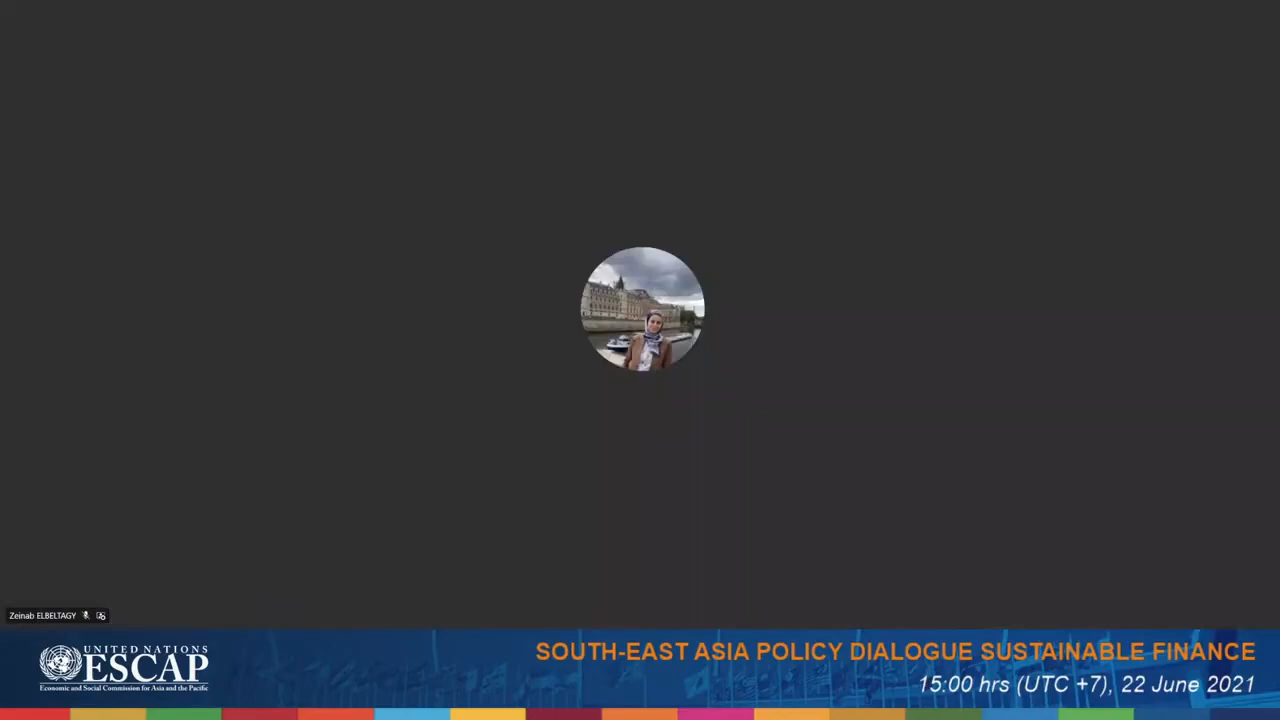 Zeinab ELBELTAGY
UNITED NATIONS
ESCAP
Economic and Social Commission for Asia and the Pacific
SOUTH-EAST ASIA POLICY DIALOGUE SUSTAINABLE FINANCE
15:00 hrs (UTC +7), 22 June 2021